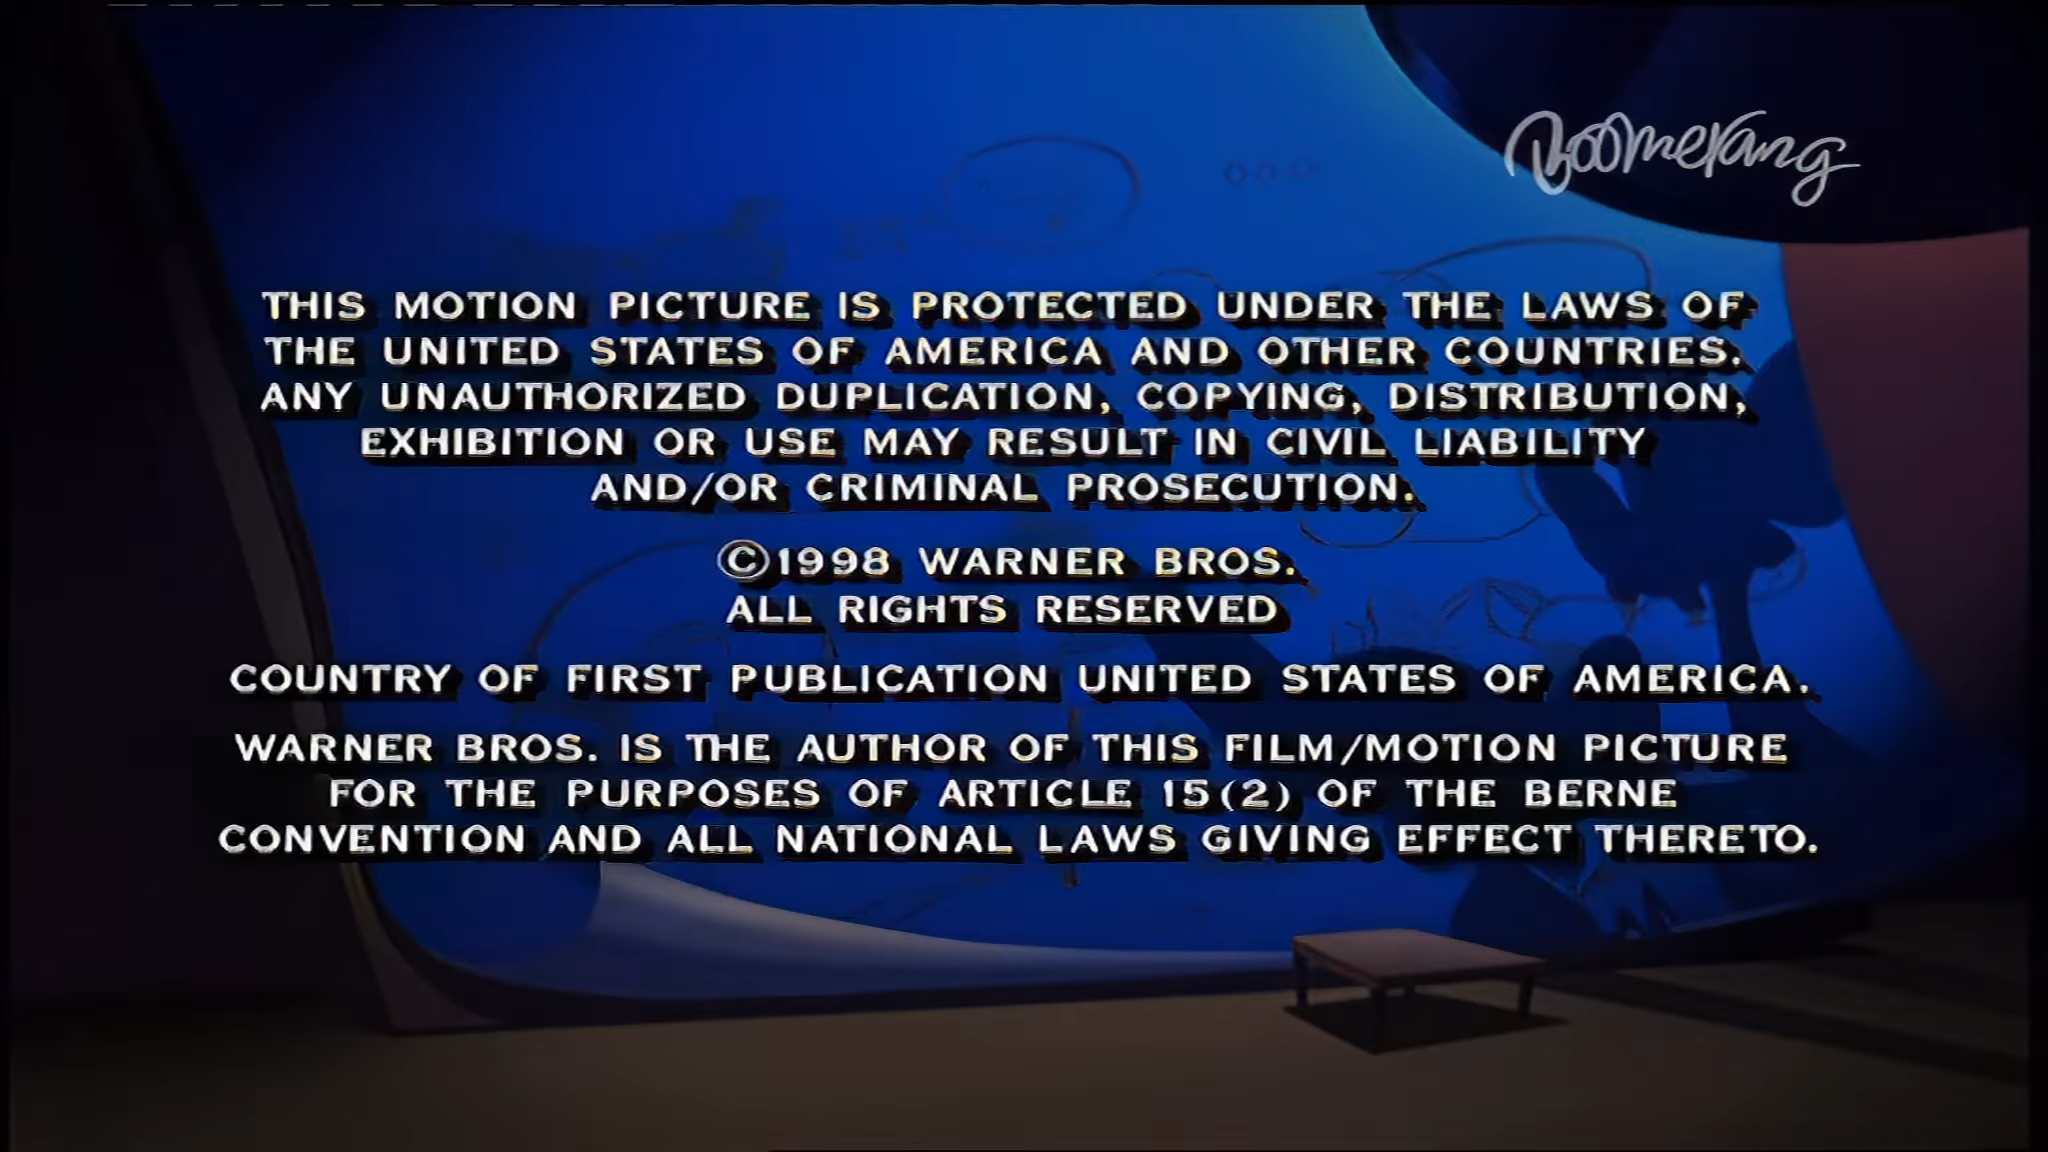 Boomerang
THIS MOTION PICTURE IS PROTECTED UNDER THE LAWS OF
THE UNITED STATES OF AMERICA AND OTHER COUNTRIES.
ANY UNAUTHORIZED DUPLICATION, COPYING, DISTRIBUTION,
EXHIBITION OR USE MAY RESULT IN CIVIL LIABILITY
AND/OR CRIMINAL PROSECUTION.
©1998 WARNER BROS.
ALL RIGHTS RESERVED
COUNTRY OF FIRST PUBLICATION UNITED STATES OF AMERICA.
WARNER BROS. IS THE AUTHOR OF THIS FILM/MOTION PICTURE
FOR THE PURPOSES OF ARTICLE 15(2) OF THE BERNE
CONVENTION AND ALL NATIONAL LAWS GIVING EFFECT THERETO.